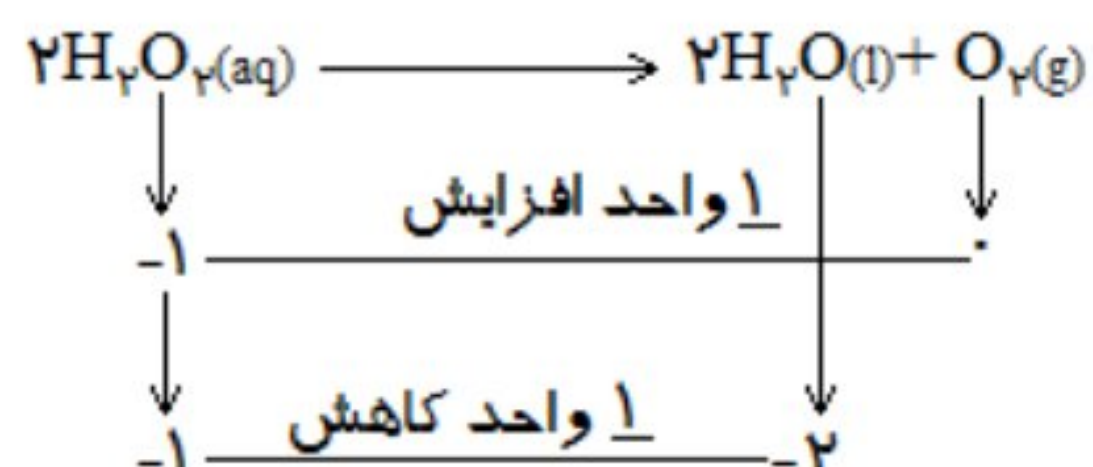 ۲H۲O۲(aq) → ۲H۲O(l)+ O۲(g)
۱ واحد افزایش
-۱ ۰
۱ واحد کاهش
-۱ -۲